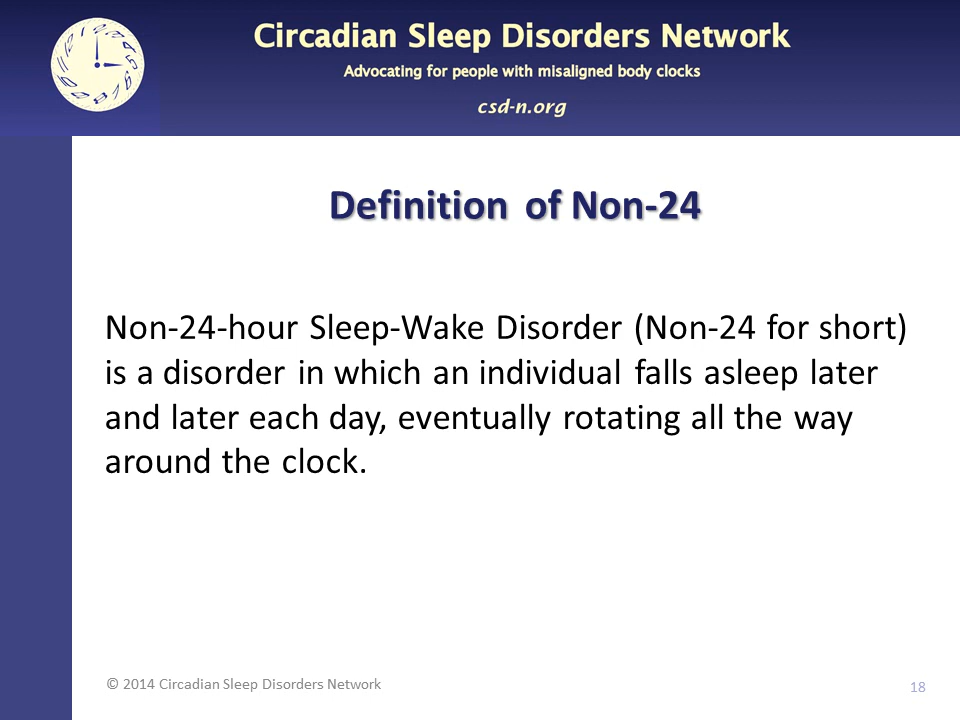 Circadian Sleep Disorders Network
Advocating for people with misaligned body clocks
csd-n.org
Definition of Non-24
Non-24-hour Sleep-Wake Disorder (Non-24 for short)
is a disorder in which an individual falls asleep later
and later each day, eventually rotating all the way
around the clock.
© 2014 Circadian Sleep Disorders Network
18